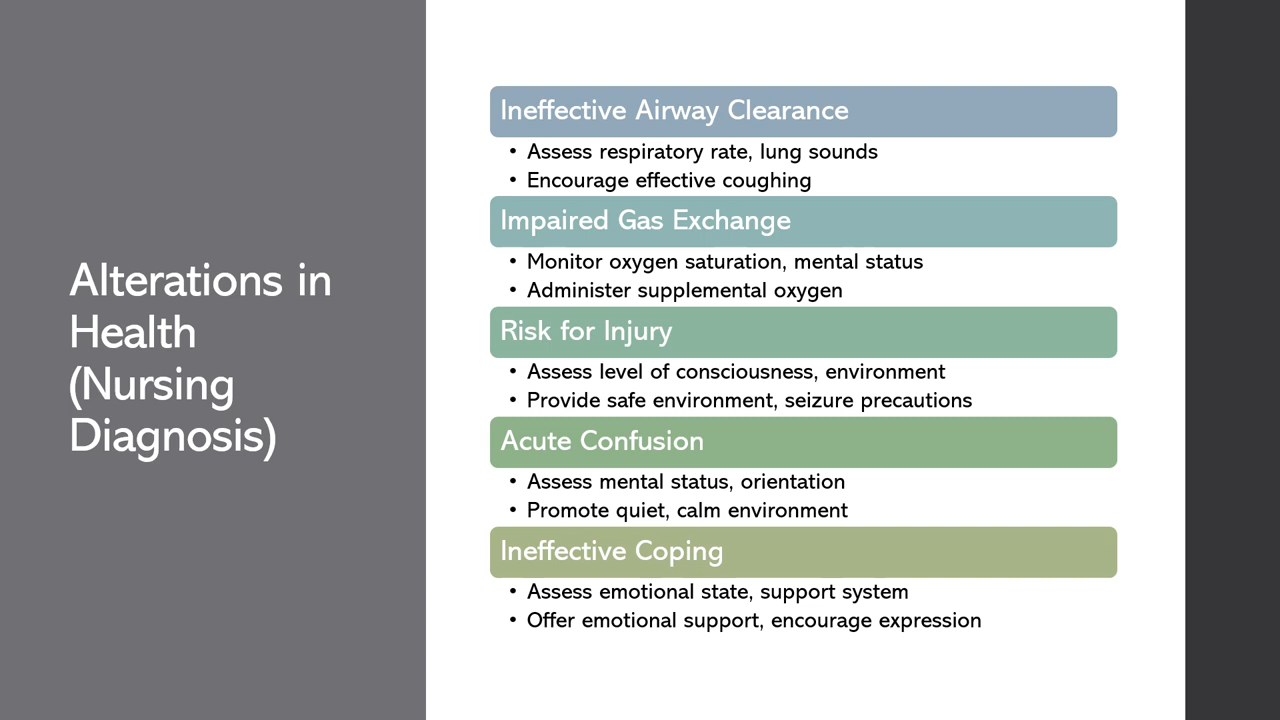 Alterations in
Health
(Nursing
Diagnosis)
Ineffective Airway Clearance
• Assess respiratory rate, lung sounds
• Encourage effective coughing
Impaired Gas Exchange
• Monitor oxygen saturation, mental status
• Administer supplemental oxygen
Risk for Injury
• Assess level of consciousness, environment
• Provide safe environment, seizure precautions
Acute Confusion
• Assess mental status, orientation
• Promote quiet, calm environment
Ineffective Coping
• Assess emotional state, support system
• Offer emotional support, encourage expression